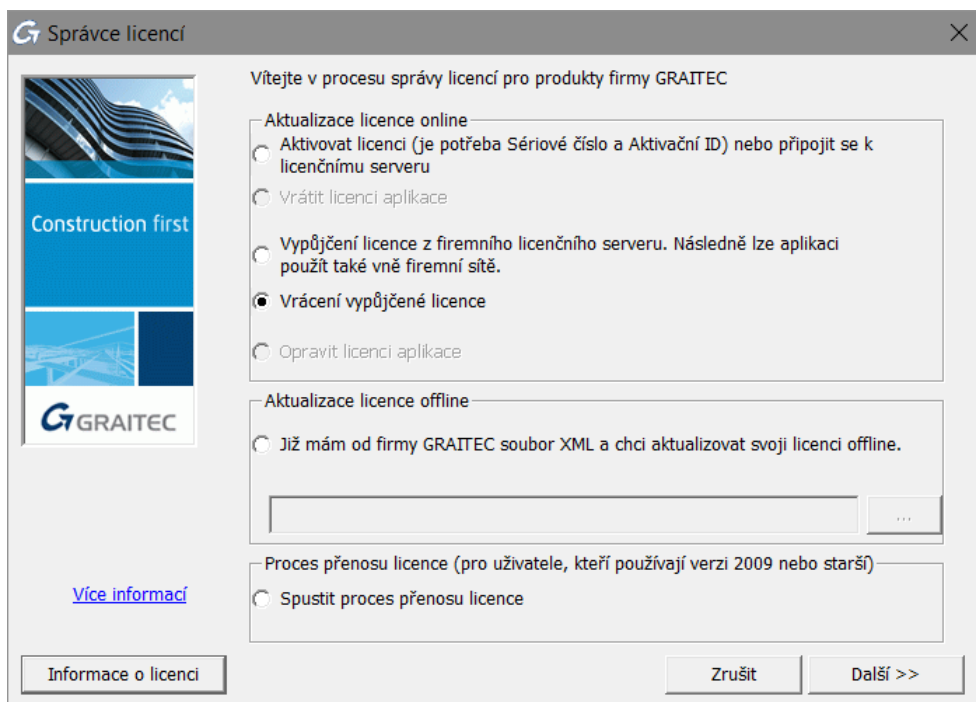 Správce licencí
Vítejte v procesu správy licencí pro produkty firmy GRAITEC
Aktualizace licence online
Aktivovat licenci (je potřeba Sériové číslo a Aktivační ID) nebo připojit se k
licenčnímu serveru
Vrátit licenci aplikace
Construction first
Vypůjčení licence z firemního licenčního serveru. Následně lze aplikaci
použít také vně firemní sítě.
Vrácení vypůjčené licence
Opravit licenci aplikace
GRAITEC
Aktualizace licence offline
Již mám od firmy GRAITEC soubor XML a chci aktualizovat svoji licenci offline.
...
Proces přenosu licence (pro uživatele, kteří používají verzi 2009 nebo starší)
Více informací
Spustit proces přenosu licence
Informace o licenci
Zrušit
Další >>